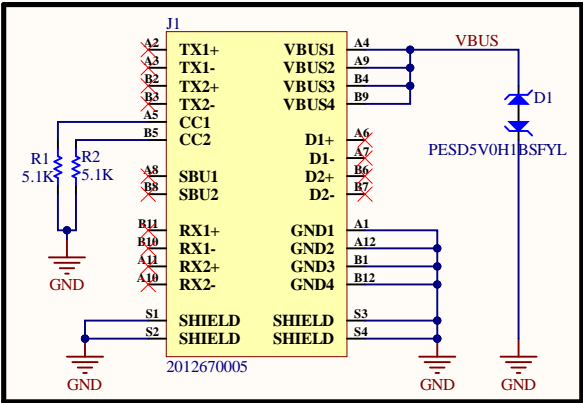 J1
A2 TX1+ VBUS1 A4 VBUS
A3 TX1- VBUS2 A9
B2 TX2+ VBUS3 B4
B3 TX2- VBUS4 B9 D1
A5 CC1
B5 CC2 D1+ A6
D1- A7 PESD5V0H1BSFYL
R1 R2
5.1K 5.1K
A8 SBU1 D2+ B6
B8 SBU2 D2- B7
B11 RX1+ GND1 A1
B10 RX1- GND2 A12
A11 RX2+ GND3 B1
A10 RX2- GND4 B12
GND
S1 SHIELD SHIELD S3
S2 SHIELD SHIELD S4
2012670005
GND GND GND